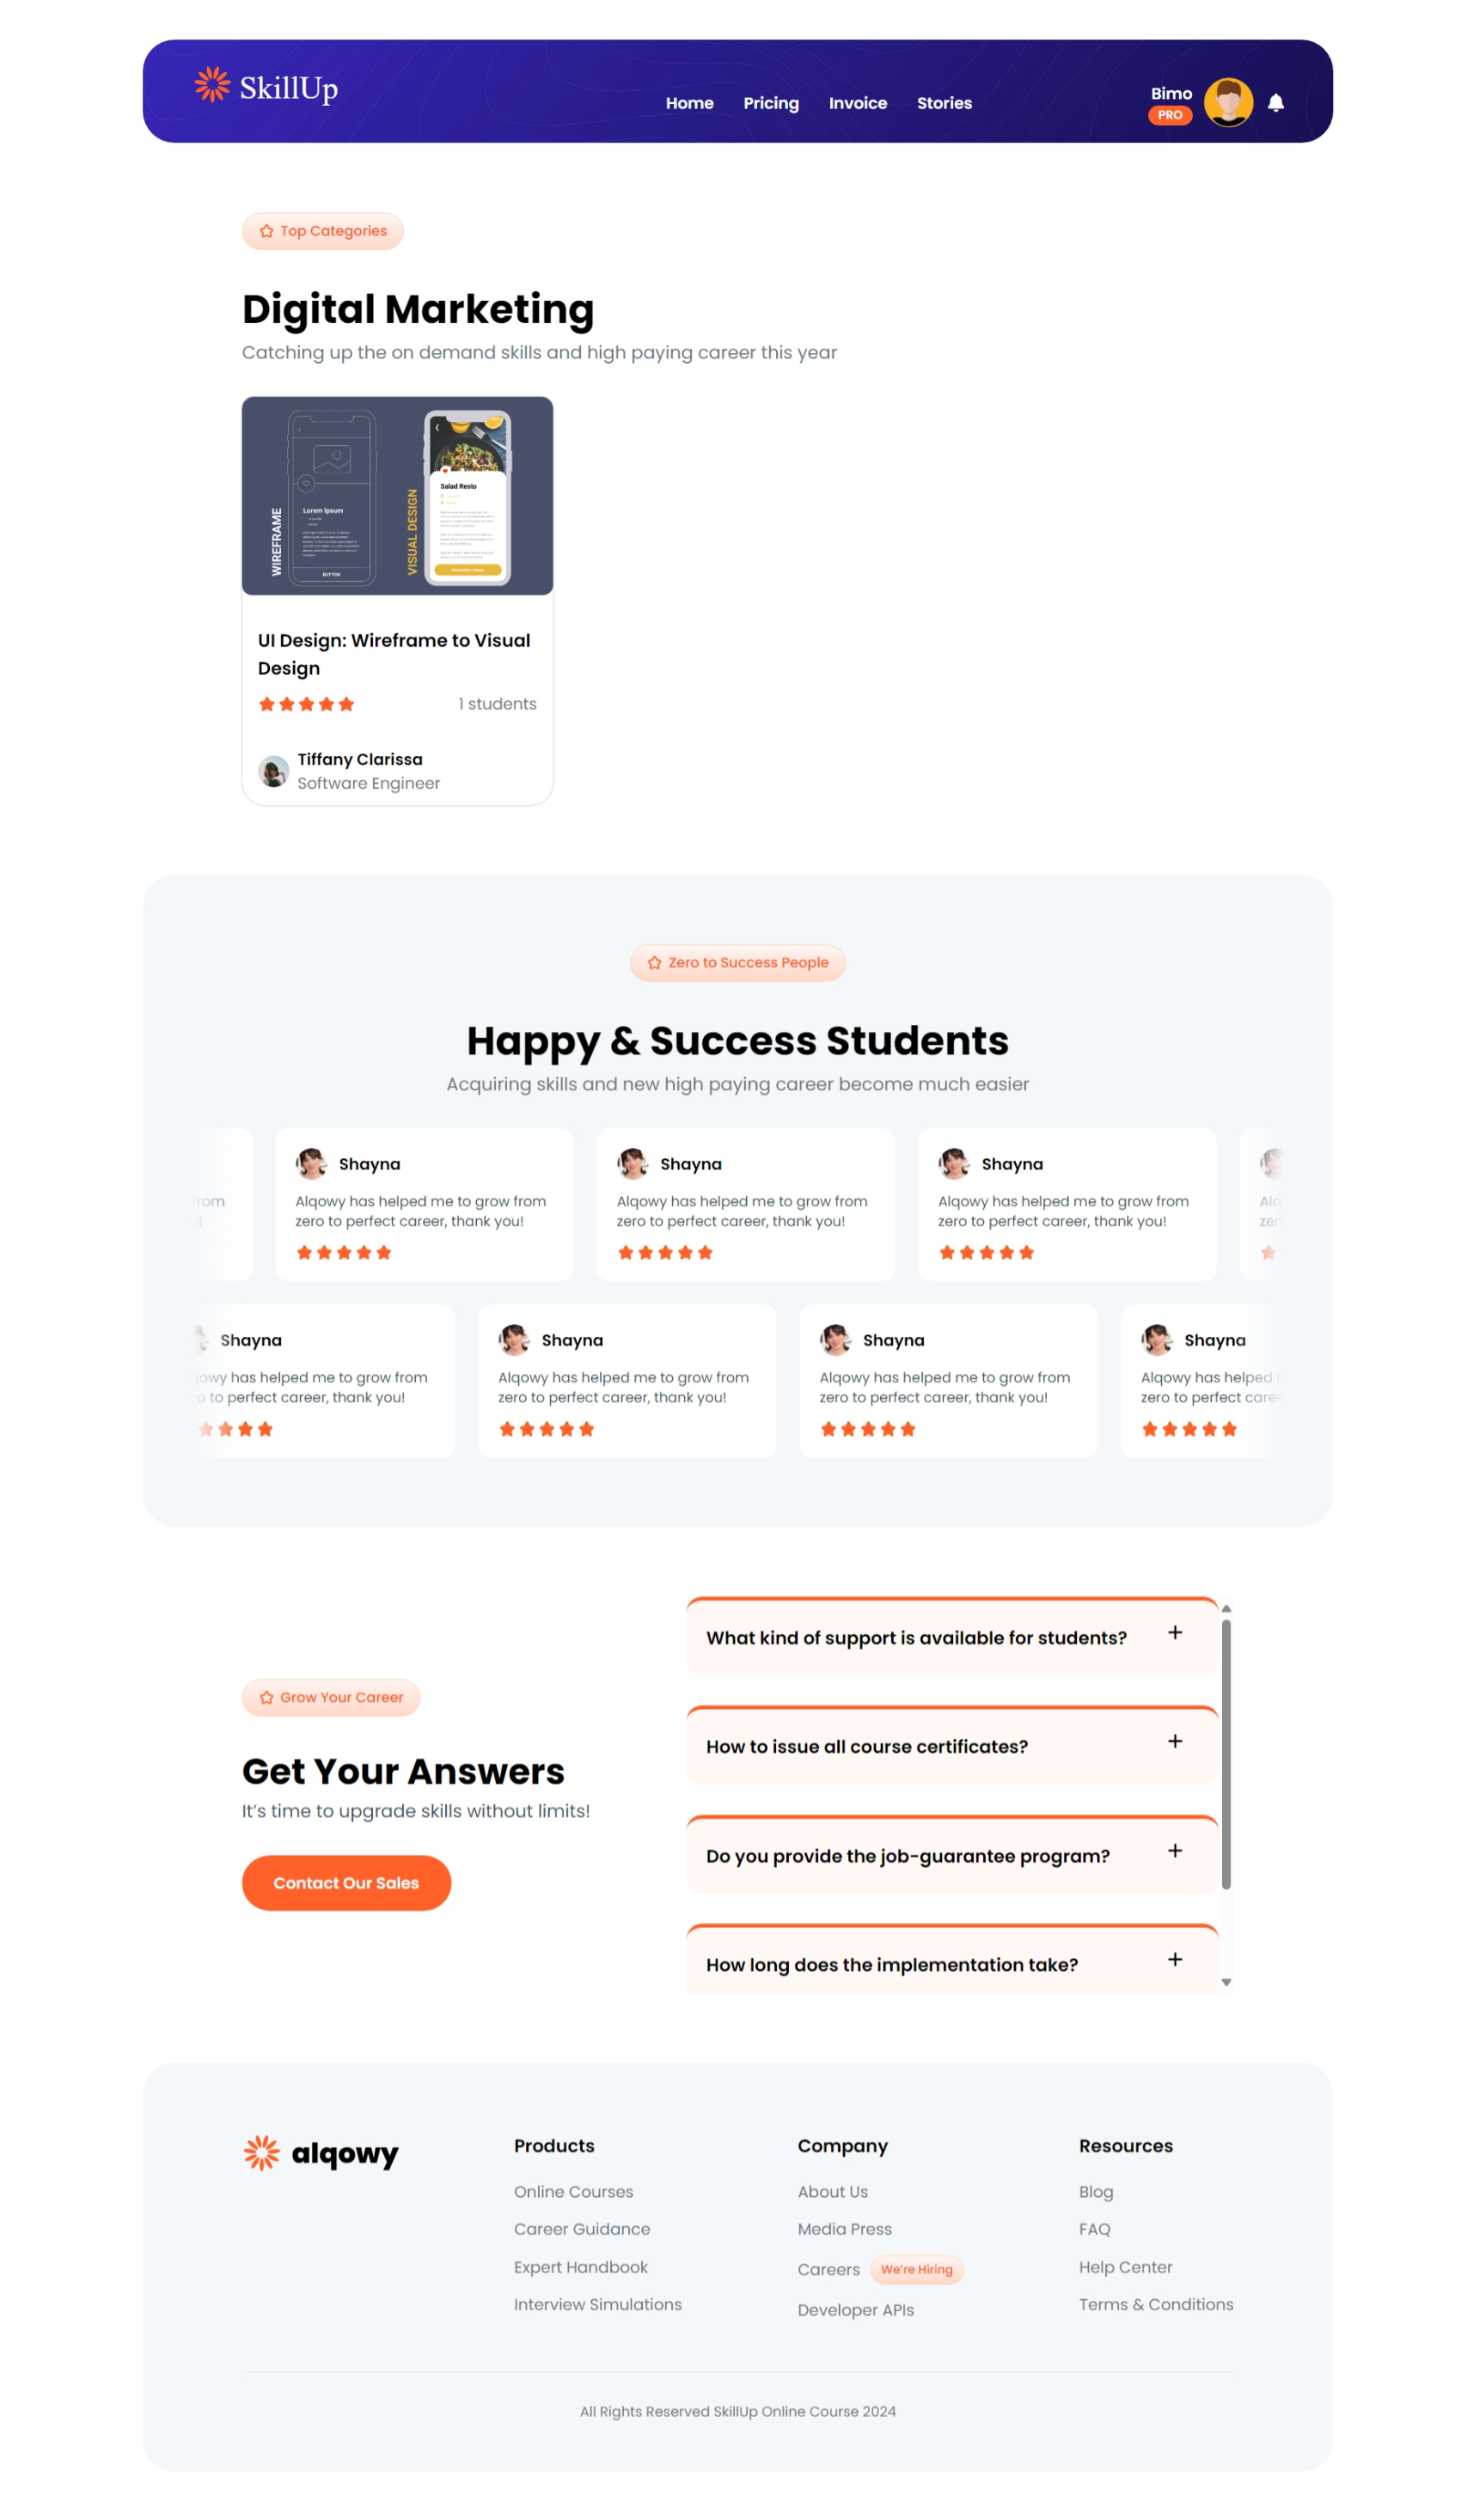 SkillUp
Home Pricing Invoice Stories
Bimo
PRO
Top Categories
Digital Marketing
Catching up the on demand skills and high paying career this year
WIREFRAME
Lorem Ipsum
BUTTON
VISUAL DESIGN
Salad Resto
UI Design: Wireframe to Visual
Design
1 students
Tiffany Clarissa
Software Engineer
Zero to Success People
Happy & Success Students
Acquiring skills and new high paying career become much easier
Shayna
Alqowy has helped me to grow from
zero to perfect career, thank you!
Shayna
Alqowy has helped me to grow from
zero to perfect career, thank you!
Shayna
Alqowy has helped me to grow from
zero to perfect career, thank you!
Shayna
has helped me to grow from
to perfect career, thank you!
Shayna
Alqowy has helped me to grow from
zero to perfect career, thank you!
Shayna
Alqowy has helped me to grow from
zero to perfect career, thank you!
Shayna
Alqowy has helped
zero to perfect
Grow Your Career
Get Your Answers
It's time to upgrade skills without limits!
Contact Our Sales
What kind of support is available for students?
How to issue all course certificates?
Do you provide the job-guarantee program?
How long does the implementation take?
alqowy
Products
Online Courses
Career Guidance
Expert Handbook
Interview Simulations
Company
About Us
Media Press
Careers We're Hiring
Developer APIs
Resources
Blog
FAQ
Help Center
Terms & Conditions
All Rights Reserved SkillUp Online Course 2024